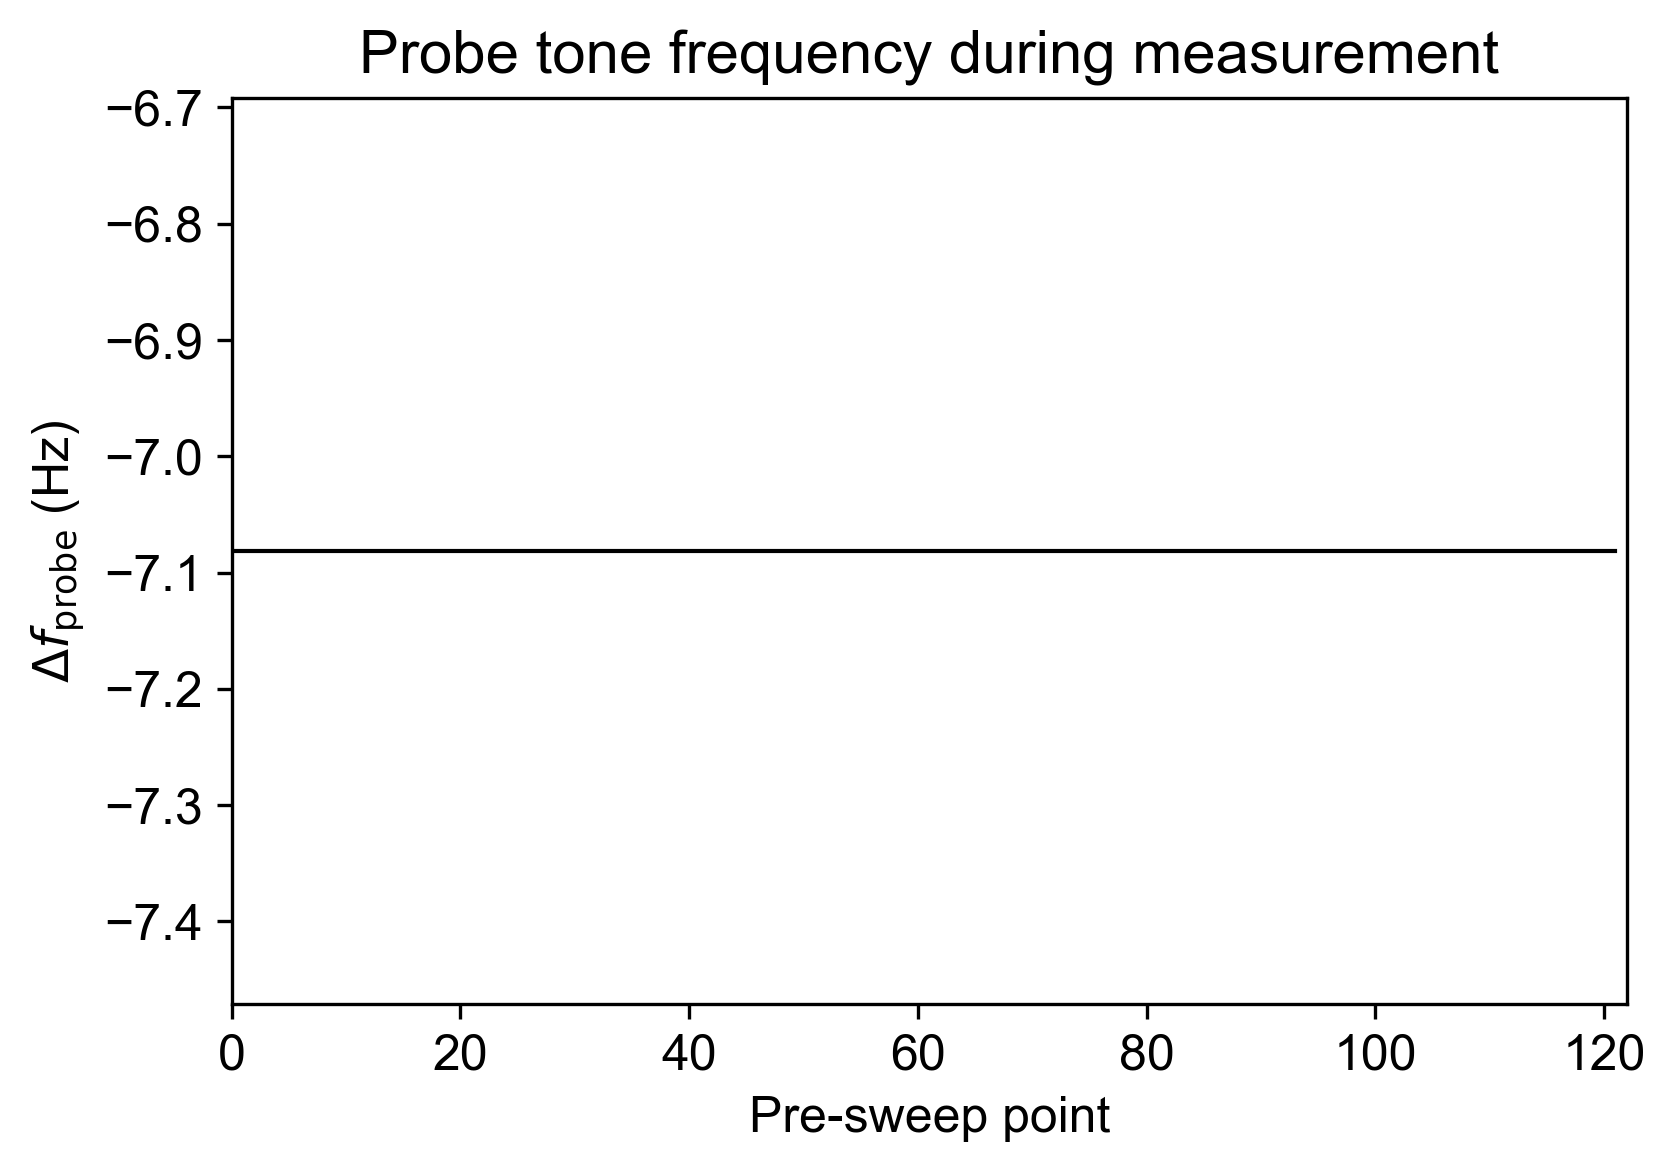 Probe tone frequency during measurement
−6.7
−6.8
−6.9
−7.0
−7.1
−7.2
−7.3
−7.4
Δfprobe (Hz)
0 20 40 60 80 100 120
Pre-sweep point